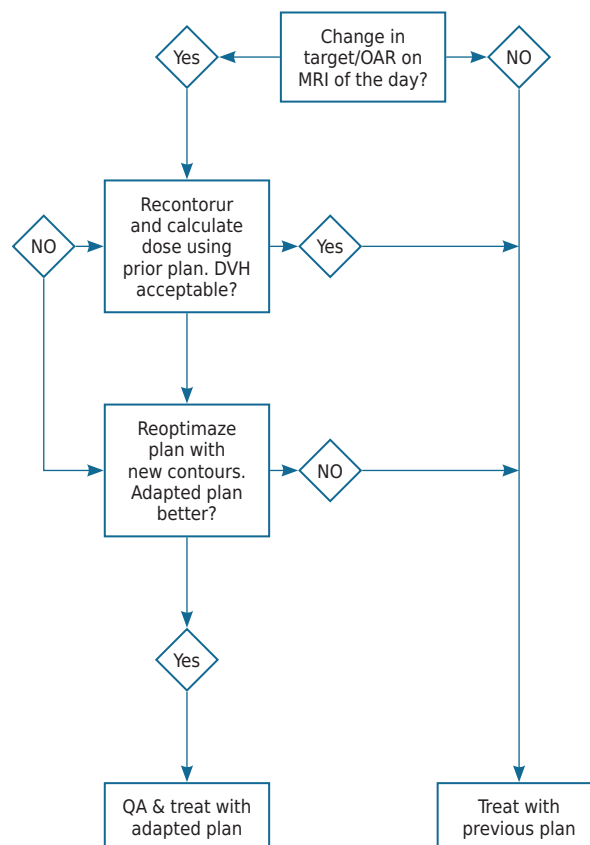 Change in
target/OAR on
MRI of the day?
Yes
NO
Recontorur
and calculate
dose using
prior plan. DVH
acceptable?
NO
Yes
Reoptimaze
plan with
new contours.
Adapted plan
better?
NO
Yes
QA & treat with
adapted plan
Treat with
previous plan